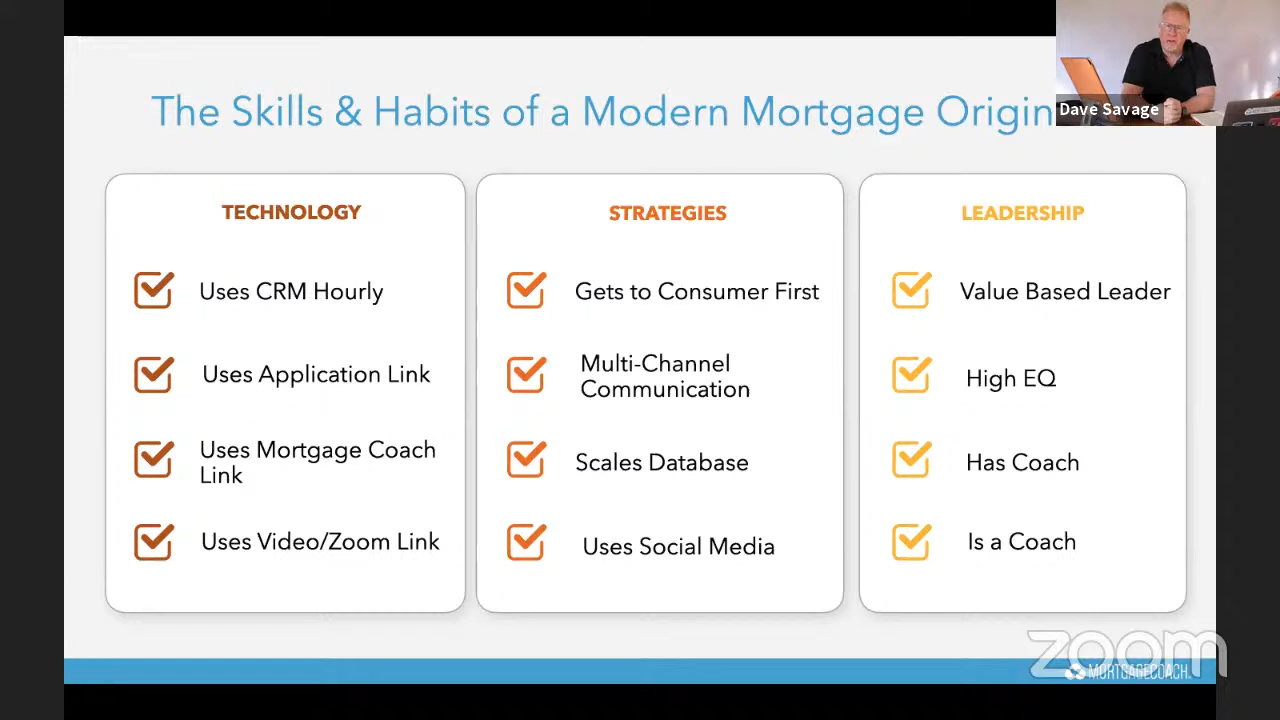 The Skills & Habits of a Modern Mortgage Origin
Dave Savage
TECHNOLOGY
Uses CRM Hourly
Uses Application Link
Uses Mortgage Coach
Link
Uses Video/Zoom Link
STRATEGIES
Gets to Consumer First
Multi-Channel
Communication
Scales Database
Uses Social Media
LEADERSHIP
Value Based Leader
High EQ
Has Coach
Is a Coach
zoom
MORTGAGECOACH